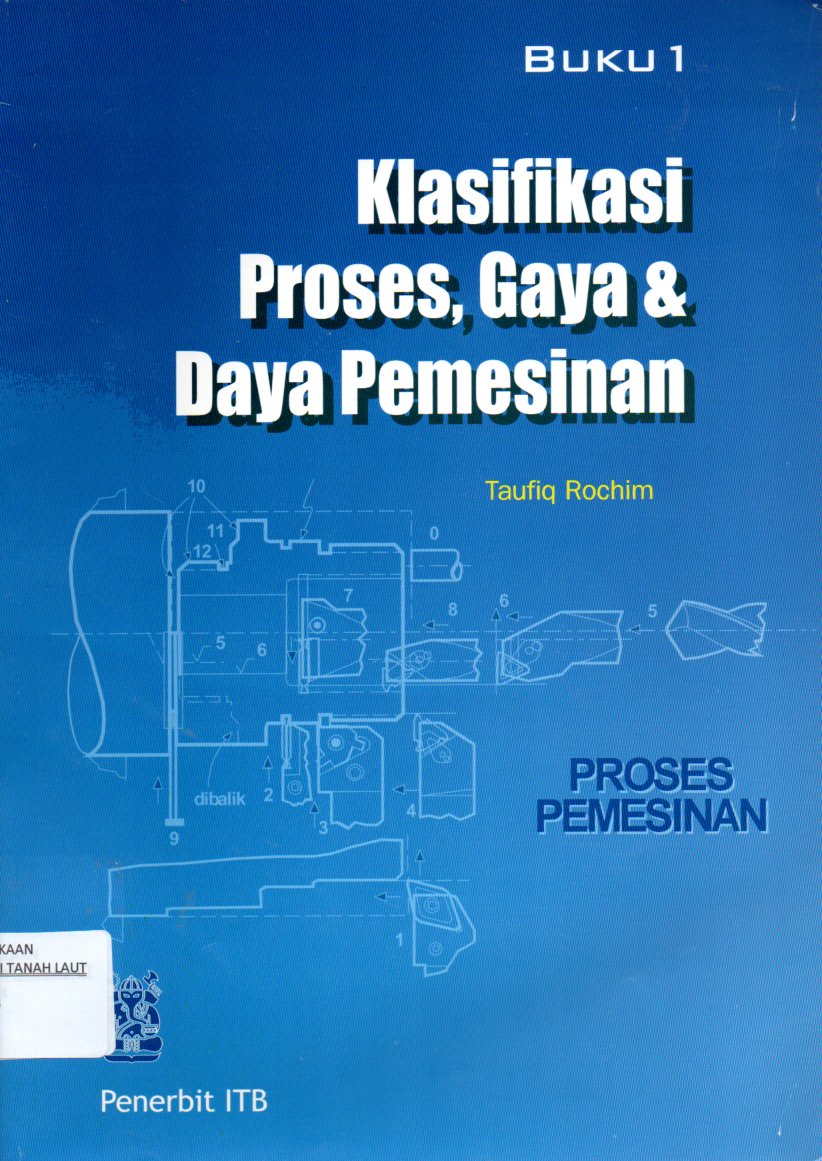 BUKU 1
Klasifikasi
Proses, Gaya &
Daya Pemesinan
Taufiq Rochim
10
11
12
0
7
8
6
5
5
6
dibalik
2
3
4
9
1
PROSES
PEMESINAN
KAAN
I TANAH LAUT
Penerbit ITB